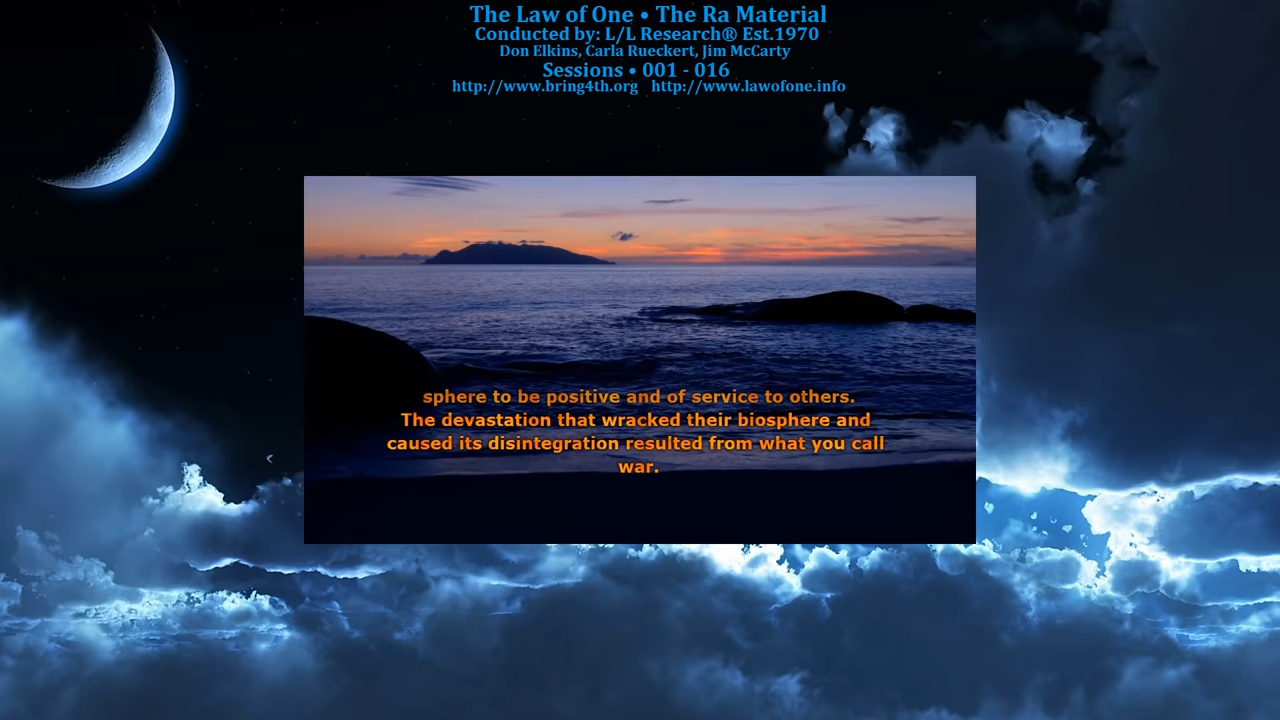 The Law of One • The Ra Material
Conducted by: L/L Research® Est.1970
Don Elkins, Carla Rueckert, Jim McCarty
Sessions • 001 - 016
http://www.bring4th.org http://www.lawofone.info
sphere to be positive and of service to others.
The devastation that wracked their biosphere and
caused its disintegration resulted from what you call
war.